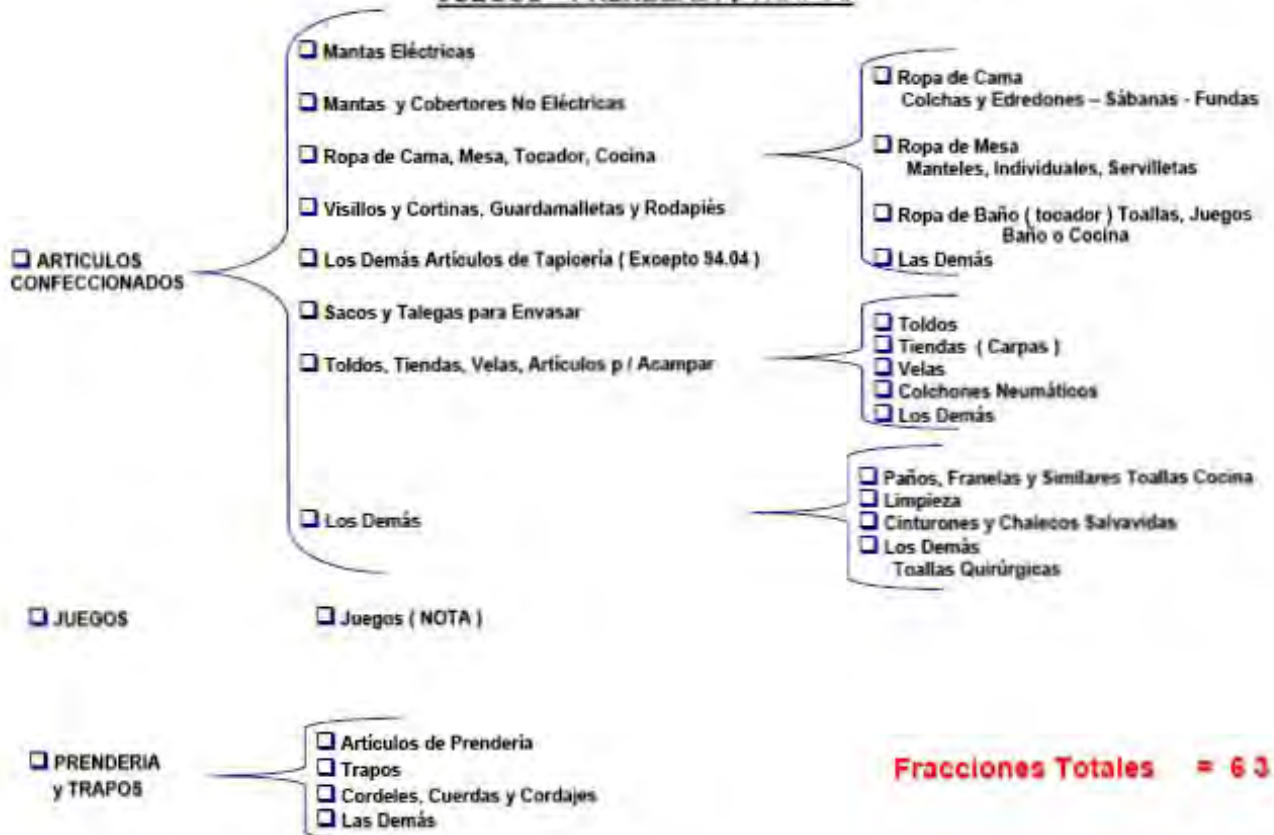 ❑ ARTICULOS
CONFECCIONADOS
❑ Mantas Eléctricas
❑ Mantas y Cobertores No Eléctricas
❑ Ropa de Cama, Mesa, Tocador, Cocina
❑ Visillos y Cortinas, Guardamalletas y Rodapiés
❑ Los Demás Artículos de Tapicería ( Excepto 94.04 )
❑ Sacos y Talegas para Envasar
❑ Toldos, Tiendas, Velas, Artículos p / Acampar
❑ Los Demás
❑ Ropa de Cama
Colchas y Edredones – Sábanas - Fundas
❑ Ropa de Mesa
Manteles, Individuales, Servilletas
❑ Ropa de Baño ( tocador ) Toallas, Juegos
Baño o Cocina
❑ Las Demás
❑ Toldos
❑ Tiendas ( Carpas )
❑ Velas
❑ Colchones Neumáticos
❑ Los Demás
❑ Paños, Franelas y Similares Toallas Cocina
❑ Limpieza
❑ Cinturones y Chalecos Salvavidas
❑ Los Demás
Toallas Quirúrgicas
❑ JUEGOS
❑ Juegos ( NOTA )
❑ PRENDERIA
y TRAPOS
❑ Artículos de Prendería
❑ Trapos
❑ Cordeles, Cuerdas y Cordajes
❑ Las Demás
Fracciones Totales = 6 3